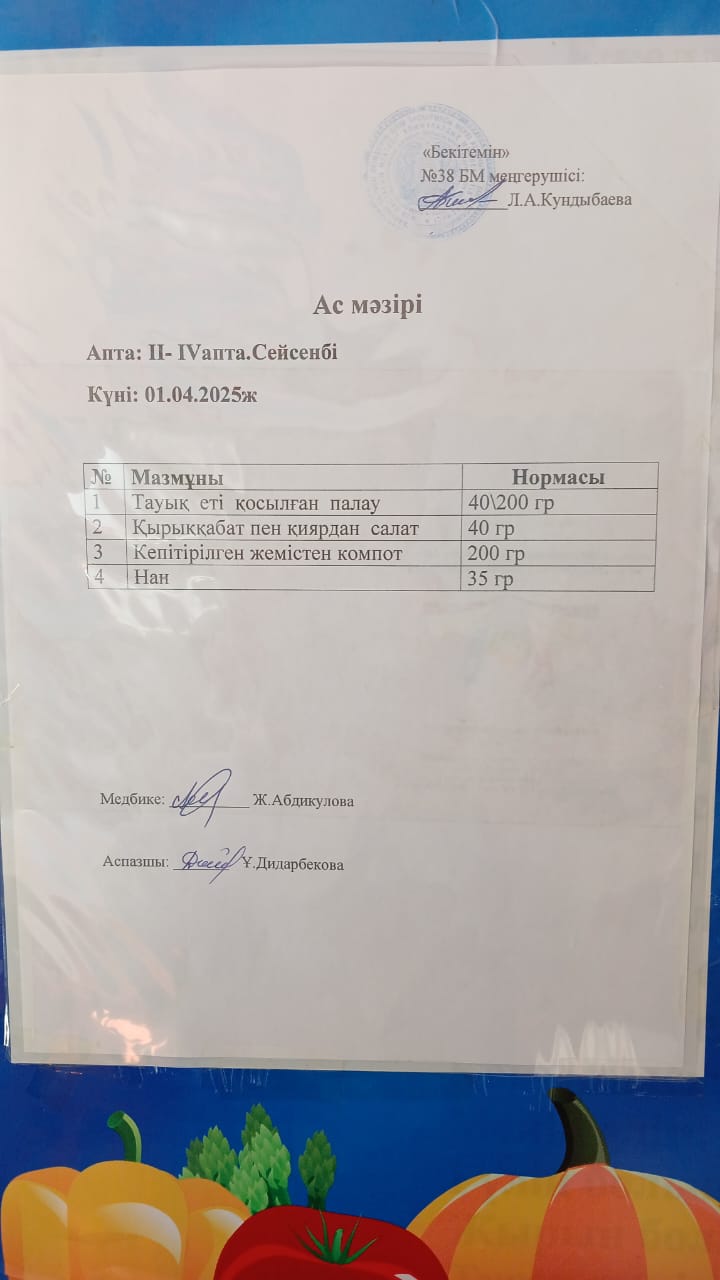 «Бекітемін»
№38 БМ меңгерушісі:
Л.А.Кундыбаева
Ас мәзірі
Апта: II- IVапта.Сейсенбі
Күні: 01.04.2025ж
№ Мазмұны Нормасы
1 Тауық еті қосылған палау 40\200 гр
2 Қырыққабат пен қиярдан салат 40 гр
3 Кепітірілген жемістен компот 200 гр
4 Нан 35 гр
Медбике: Ж.Абдикулова
Аспазшы: Ұ.Дидарбекова